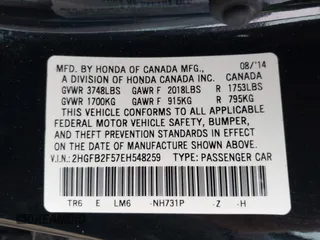 MFD. BY HONDA OF CANADA MFG., 08/14
A DIVISION OF HONDA CANADA INC. CANADA
GVWR 3748LBS GAWR F 2018LBS R 1753LBS
GVWR 1700KG GAWR F 915KG R 795KG
THIS VEHICLE CONFORMS TO ALL APPLICABLE
FEDERAL MOTOR VEHICLE SAFETY, BUMPER,
AND THEFT PREVENTION STANDARDS IN EFFECT
ON THE DATE OF MANUFACTURE SHOWN ABOVE.
V.I.N.: 2HGFB2F57EH548259 TYPE: PASSENGER CAR
TR6 E LM6 -NH731P -Z -H